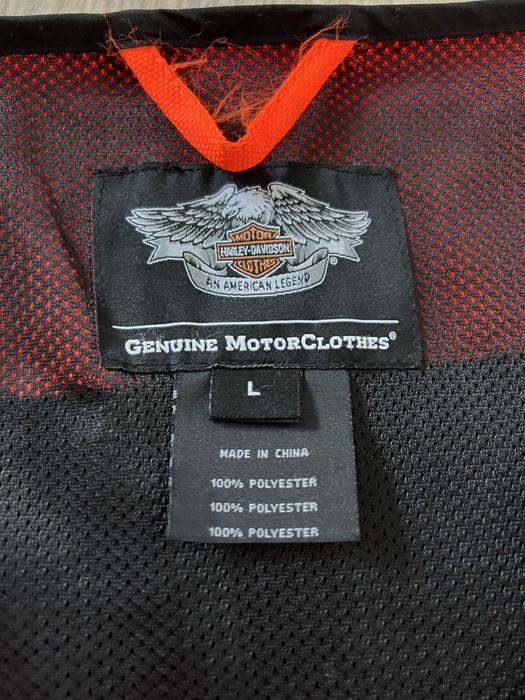 MOTOR
HARLEY-DAVIDSON
CLOTHES
AN AMERICAN LEGEND
GENUINE MOTORCLOTHES®
L
MADE IN CHINA
100% POLYESTER
100% POLYESTER
100% POLYESTER